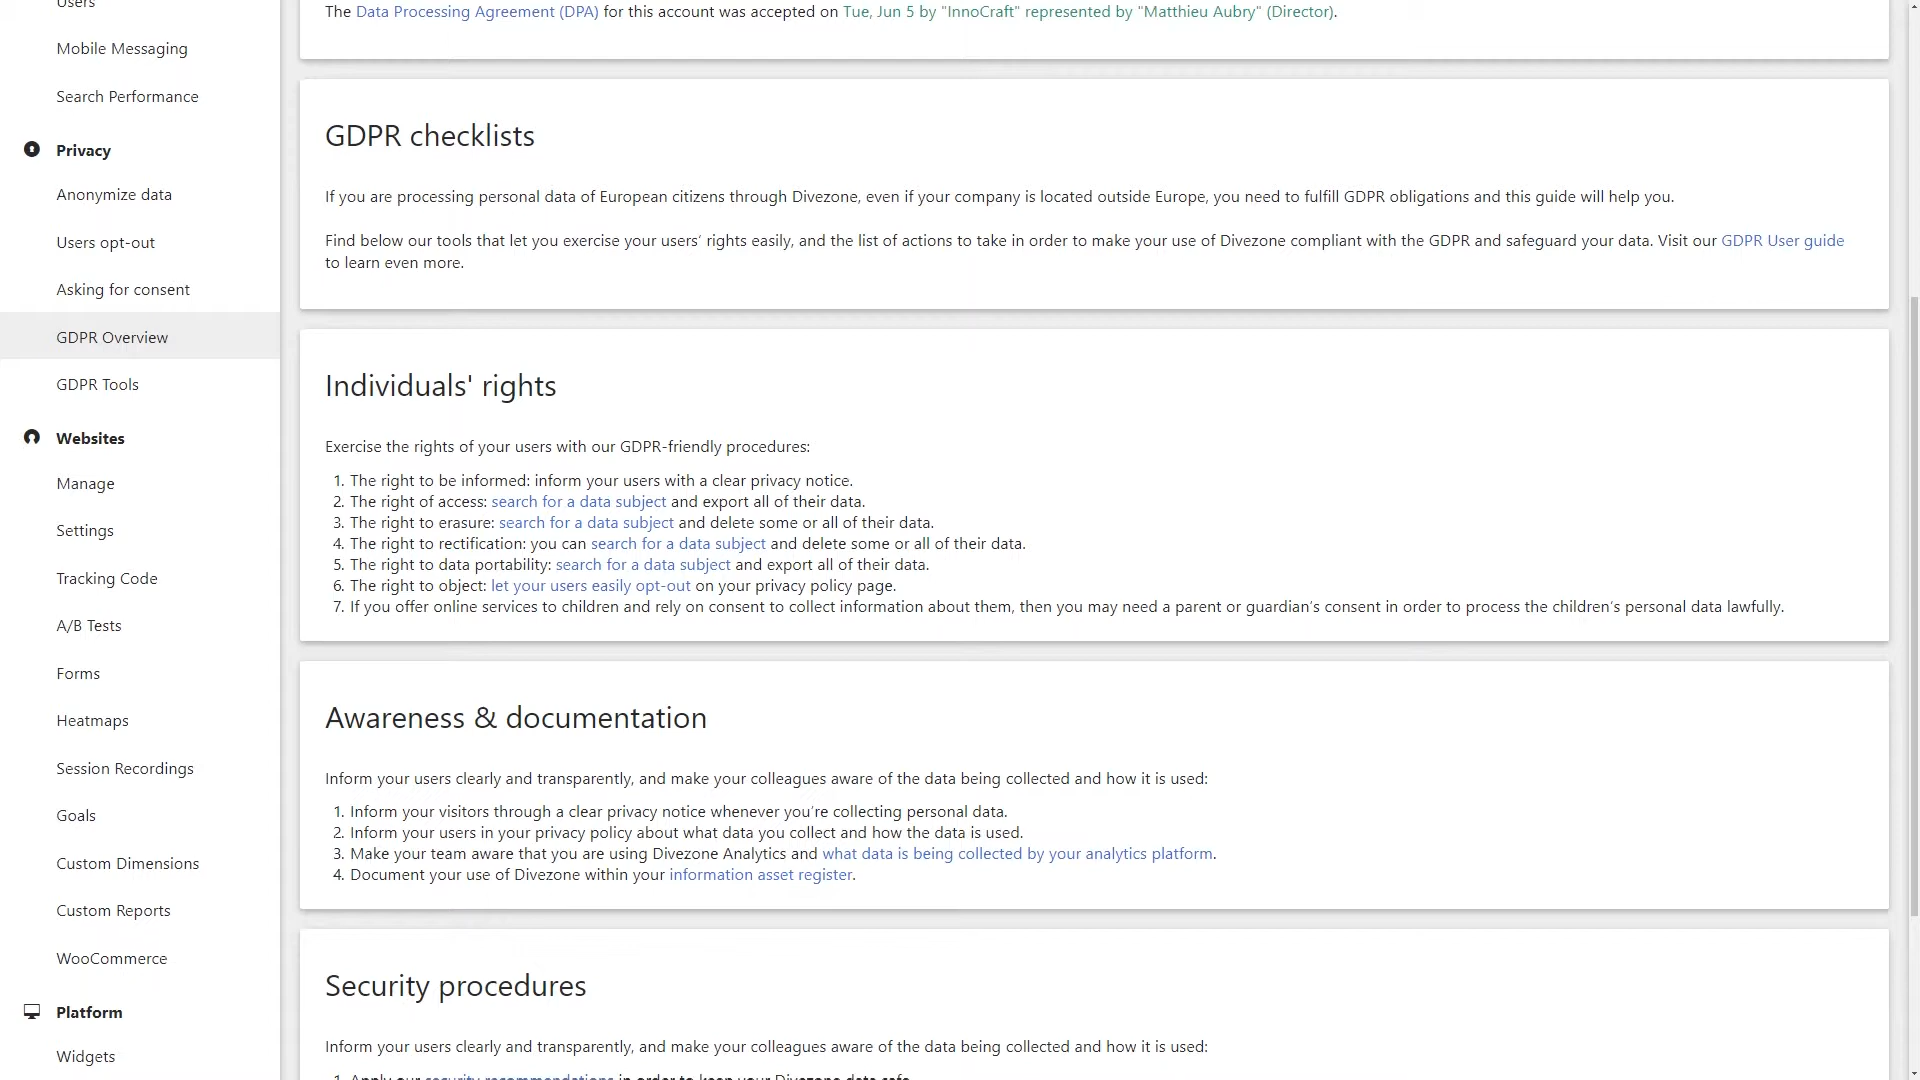 Users
Mobile Messaging
Search Performance
Privacy
Anonymize data
Users opt-out
Asking for consent
GDPR Overview
GDPR Tools
Websites
Manage
Settings
Tracking Code
A/B Tests
Forms
Heatmaps
Session Recordings
Goals
Custom Dimensions
Custom Reports
WooCommerce
Platform
Widgets
The Data Processing Agreement (DPA) for this account was accepted on Tue, Jun 5 by "InnoCraft" represented by "Matthieu Aubry" (Director).
GDPR checklists
If you are processing personal data of European citizens through Divezone, even if your company is located outside Europe, you need to fulfill GDPR obligations and this guide will help you.
Find below our tools that let you exercise your users’ rights easily, and the list of actions to take in order to make your use of Divezone compliant with the GDPR and safeguard your data. Visit our GDPR User guide
to learn even more.
Individuals' rights
Exercise the rights of your users with our GDPR-friendly procedures:
1. The right to be informed: inform your users with a clear privacy notice.
2. The right of access: search for a data subject and export all of their data.
3. The right to erasure: search for a data subject and delete some or all of their data.
4. The right to rectification: you can search for a data subject and delete some or all of their data.
5. The right to data portability: search for a data subject and export all of their data.
6. The right to object: let your users easily opt-out on your privacy policy page.
7. If you offer online services to children and rely on consent to collect information about them, then you may need a parent or guardian’s consent in order to process the children’s personal data lawfully.
Awareness & documentation
Inform your users clearly and transparently, and make your colleagues aware of the data being collected and how it is used:
1. Inform your visitors through a clear privacy notice whenever you’re collecting personal data.
2. Inform your users in your privacy policy about what data you collect and how the data is used.
3. Make your team aware that you are using Divezone Analytics and what data is being collected by your analytics platform.
4. Document your use of Divezone within your information asset register.
Security procedures
Inform your users clearly and transparently, and make your colleagues aware of the data being collected and how it is used:
1. Apply our security recommendations in order to keep your Divezone data safe.